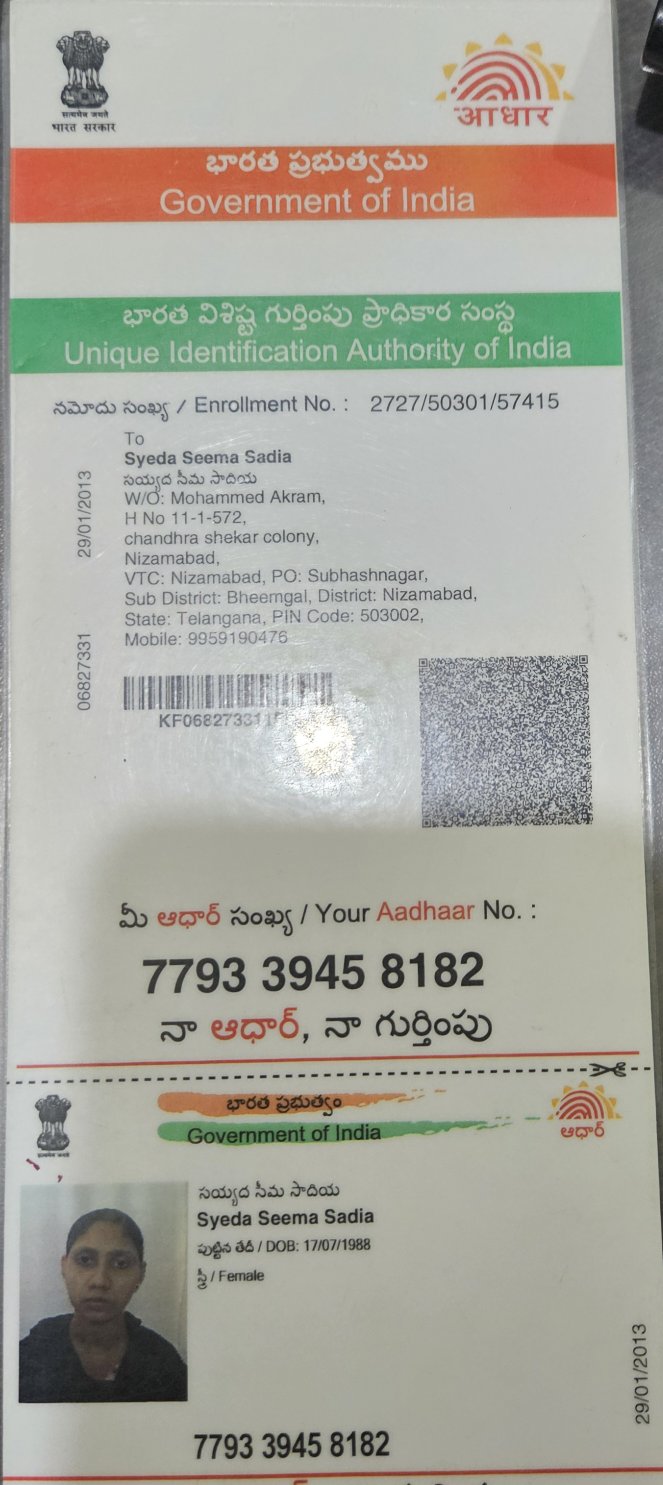 सत्यमेव जयते
भारत सरकार
आधार
భారత ప్రభుత్వము
Government of India
భారత విశిష్ట గుర్తింపు ప్రాధికార సంస్థ
Unique Identification Authority of India
నమోదు సంఖ్య / Enrollment No. : 2727/50301/57415
To
Syeda Seema Sadia
సయ్యద సీమ సాదియ
W/O: Mohammed Akram,
H No 11-1-572,
chandhra shekar colony,
Nizamabad,
VTC: Nizamabad, PO: Subhashnagar,
Sub District: Bheemgal, District: Nizamabad,
State: Telangana, PIN Code: 503002,
Mobile: 9959190476
29/01/2013
06827331
KF06827331
మీ ఆధార్ సంఖ్య / Your Aadhaar No. :
7793 3945 8182
నా ఆధార్, నా గుర్తింపు
భారత ప్రభుత్వం
Government of India
ఆధార్
సయ్యద సీమ సాదియ
Syeda Seema Sadia
పుట్టిన తేదీ / DOB: 17/07/1988
స్త్రీ / Female
29/01/2013
7793 3945 8182